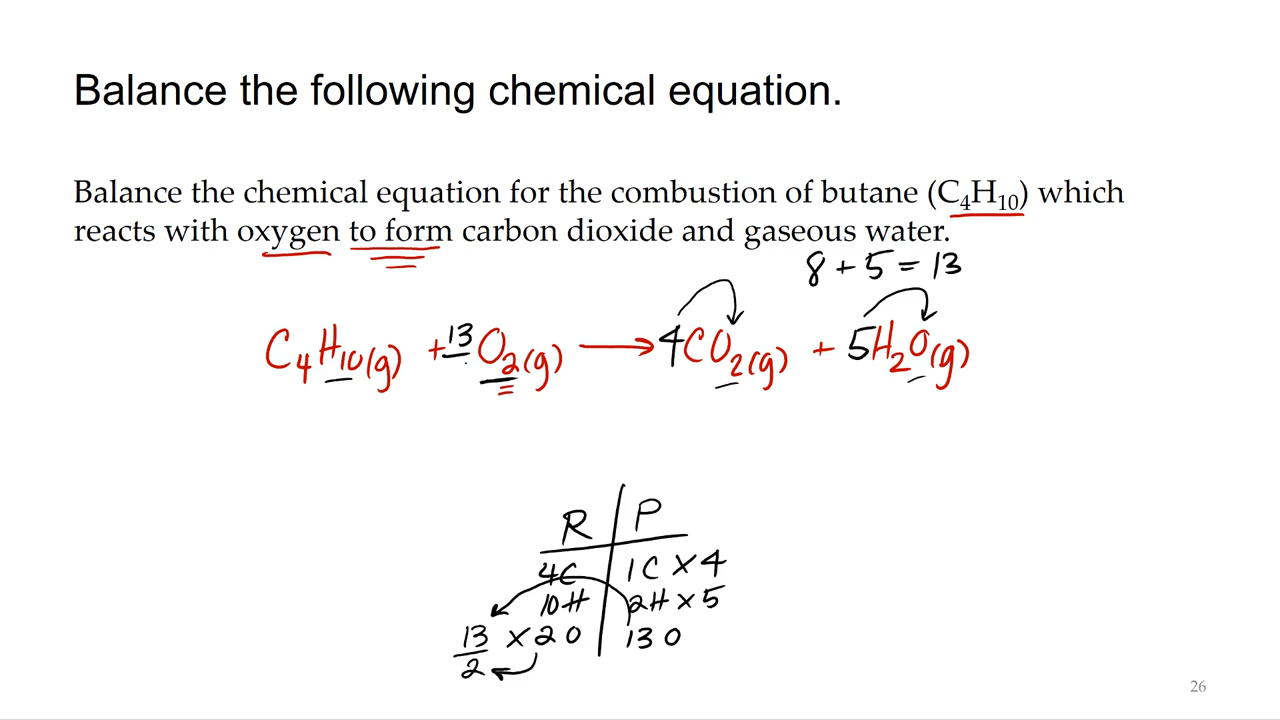 Balance the following chemical equation.
Balance the chemical equation for the combustion of butane (C₄H₁₀) which
reacts with oxygen to form carbon dioxide and gaseous water.
8 + 5 = 13
C₄H₁₀(g) + 13 O₂(g) → 4CO₂(g) + 5H₂O(g)
R | P
4C | 1C × 4
10H | 2H × 5
13/2 × 2O | 13O
26